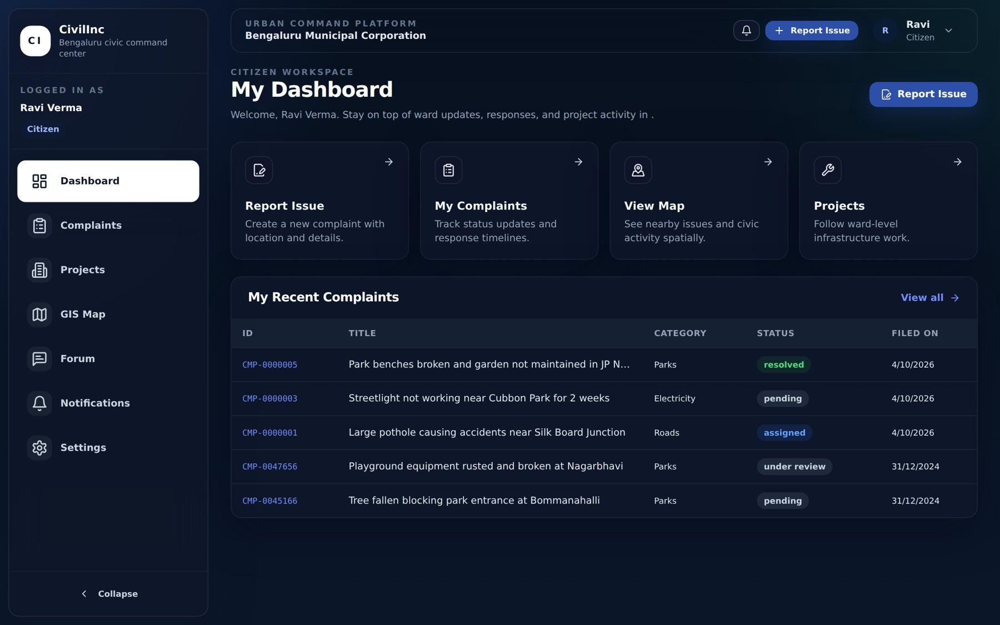 CI
CivilInc
Bengaluru civic command
center
LOGGED IN AS
Ravi Verma
Citizen
Dashboard
Complaints
Projects
GIS Map
Forum
Notifications
Settings
Collapse
URBAN COMMAND PLATFORM
Bengaluru Municipal Corporation
Report Issue
R
Ravi
Citizen
CITIZEN WORKSPACE
My Dashboard
Welcome, Ravi Verma. Stay on top of ward updates, responses, and project activity in .
Report Issue
Report Issue
Create a new complaint with
location and details.
My Complaints
Track status updates and
response timelines.
View Map
See nearby issues and civic
activity spatially.
Projects
Follow ward-level
infrastructure work.
My Recent Complaints
View all
ID TITLE CATEGORY STATUS FILED ON
CMP-0000005 Park benches broken and garden not maintained in JP N... Parks resolved 4/10/2026
CMP-0000003 Streetlight not working near Cubbon Park for 2 weeks Electricity pending 4/10/2026
CMP-0000001 Large pothole causing accidents near Silk Board Junction Roads assigned 4/10/2026
CMP-0047656 Playground equipment rusted and broken at Nagarbhavi Parks under review 31/12/2024
CMP-0045166 Tree fallen blocking park entrance at Bommanahalli Parks pending 31/12/2024